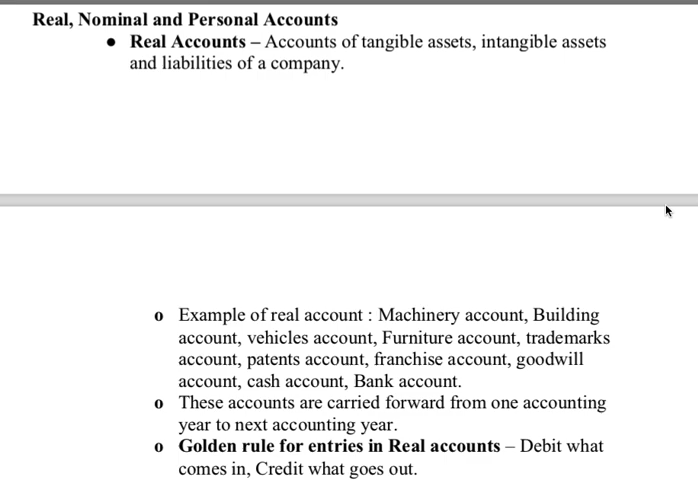 Real, Nominal and Personal Accounts
● Real Accounts – Accounts of tangible assets, intangible assets
and liabilities of a company.
o Example of real account : Machinery account, Building
account, vehicles account, Furniture account, trademarks
account, patents account, franchise account, goodwill
account, cash account, Bank account.
o These accounts are carried forward from one accounting
year to next accounting year.
o Golden rule for entries in Real accounts – Debit what
comes in, Credit what goes out.